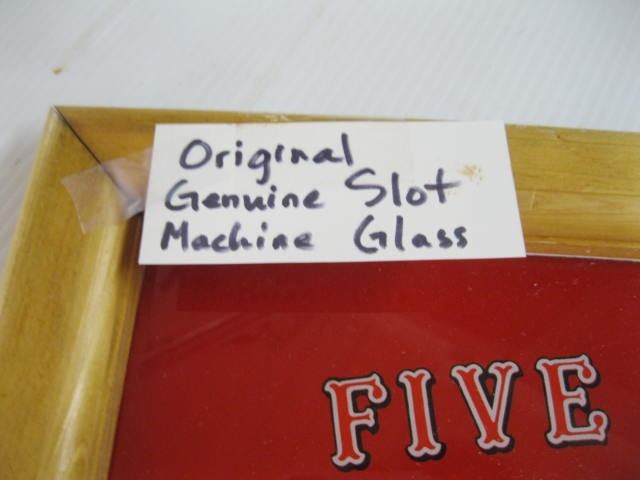 Original
Genuine Slot
Machine Glass
FIVE